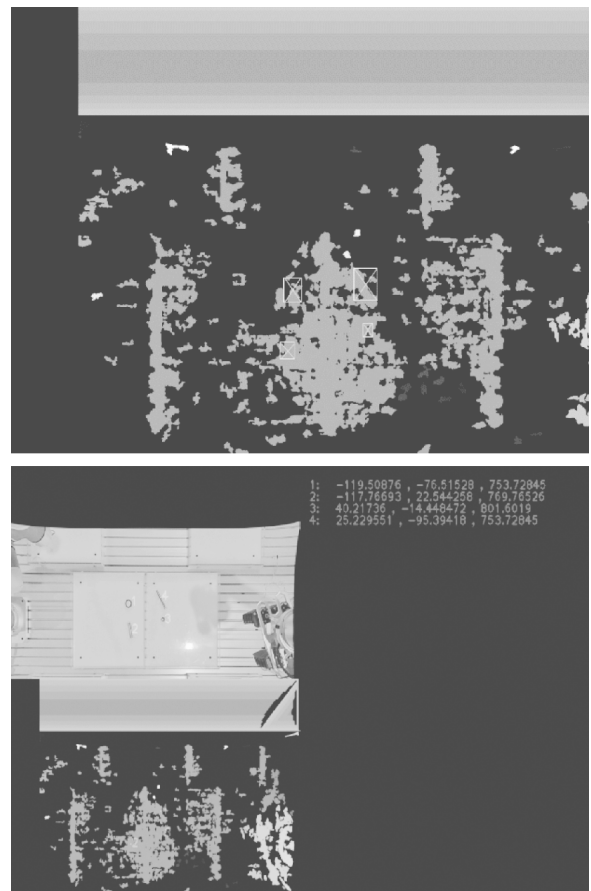 1: -119.50876 , -76.51528 , 753.72845
2: -117.76693 , 22.544258 , 769.76526
3: 40.21736 , -14.448472 , 801.6019
4: 25.229551 , -95.39418 , 753.72845